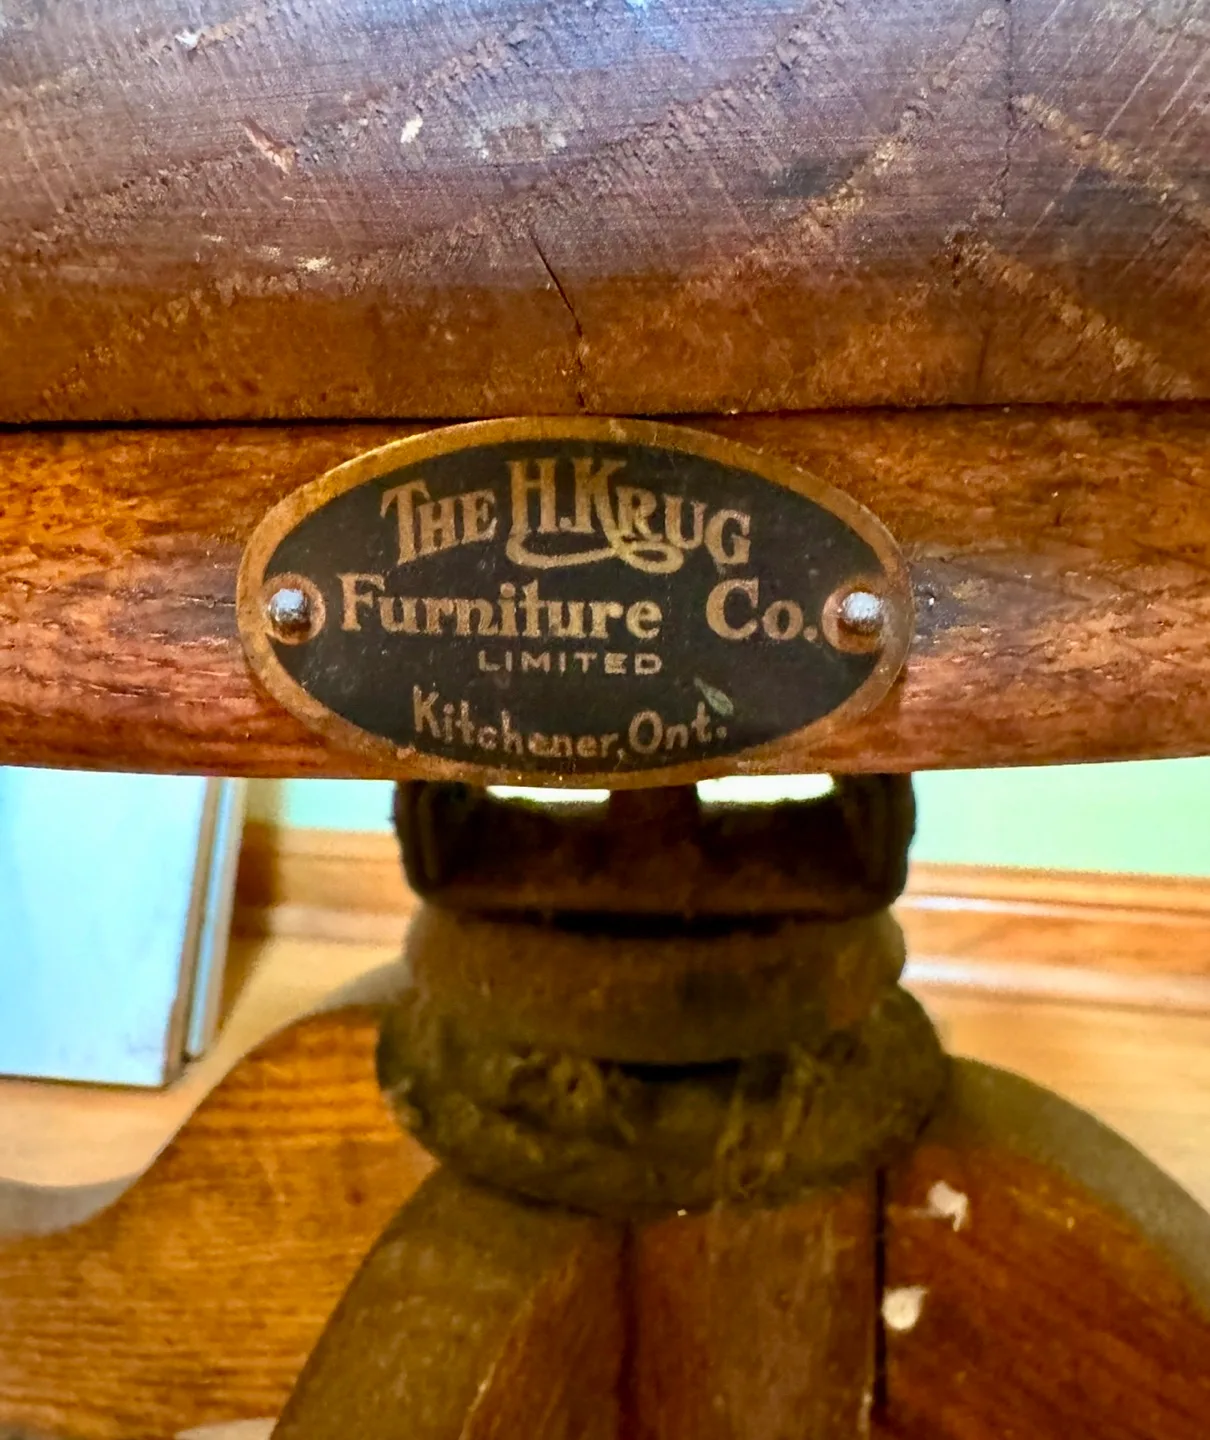 THE H.KRUG
Furniture Co.
LIMITED
Kitchener, Ont.